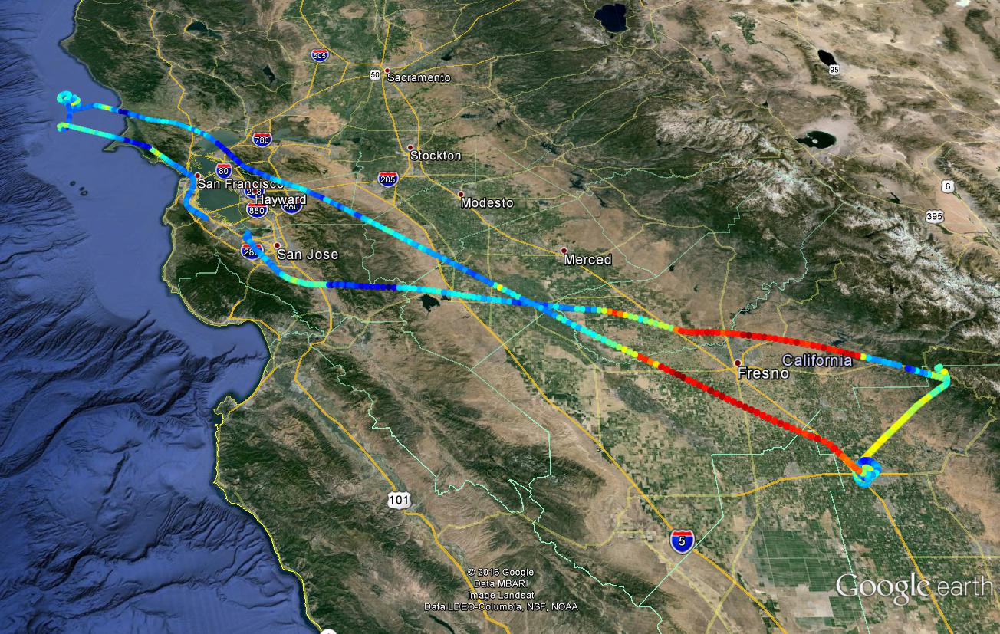 505
95
50
Sacramento
780
Stockton
80
205
6
San Francisco
Hayward
Modesto
880
680
395
San Jose
Merced
California
Fresno
101
5
© 2016 Google
Data MBARI
Image Landsat
Data LDEO-Columbia, NSF, NOAA
Google earth